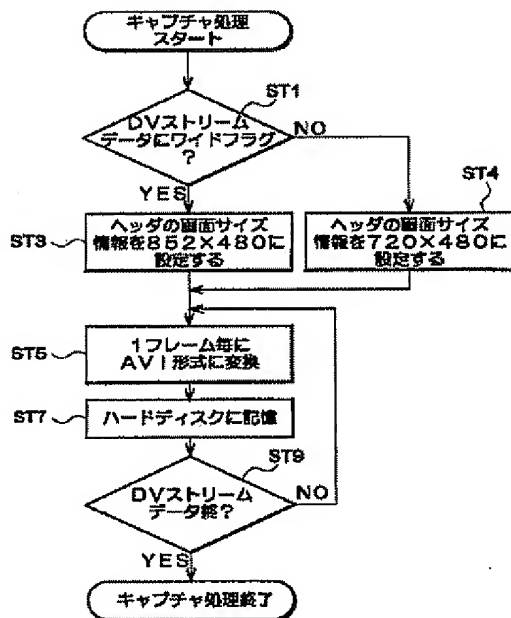 キャプチャ処理
スタート
ST1
DVストリーム
データにワイドフラグ
?
NO
YES
ST4
ST3
ヘッダの画面サイズ
情報を852×480に
設定する
ヘッダの画面サイズ
情報を720×480に
設定する
ST5
1フレーム毎に
AVI形式に変換
ST7
ハードディスクに記憶
ST9
DVストリーム
データ終?
NO
YES
キャプチャ処理終了